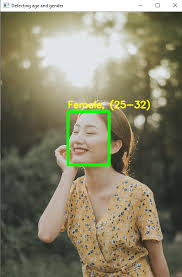 Detecting age and gender
Female, (25-32)